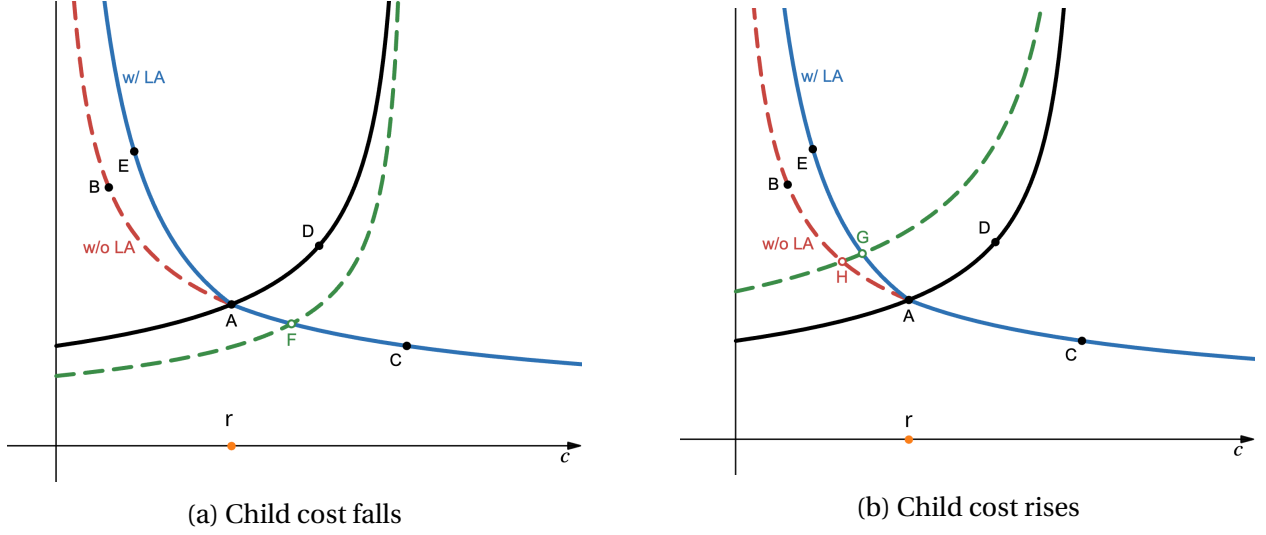 w/ LA
E
B
w/o LA
D
A
F
C
r
c
(a) Child cost falls
w/ LA
E
B
w/o LA
G
D
H
A
C
r
c
(b) Child cost rises